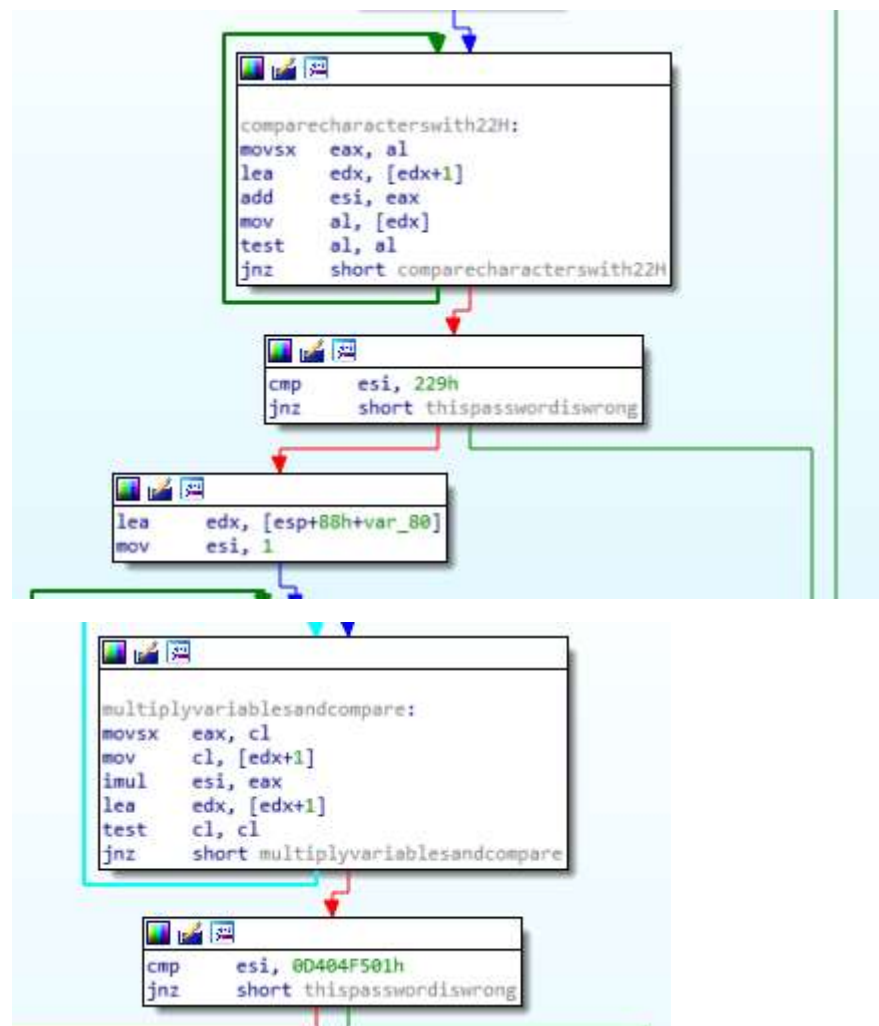 comparecharacterswith22H:
movsx eax, al
lea edx, [edx+1]
add esi, eax
mov al, [edx]
test al, al
jnz short comparecharacterswith22H
cmp esi, 229h
jnz short thispasswordiswrong
lea edx, [esp+88h+var_80]
mov esi, 1
multiplyvariablesandcompare:
movsx eax, cl
mov cl, [edx+1]
imul esi, eax
lea edx, [edx+1]
test cl, cl
jnz short multiplyvariablesandcompare
cmp esi, 0D404F501h
jnz short thispasswordiswrong